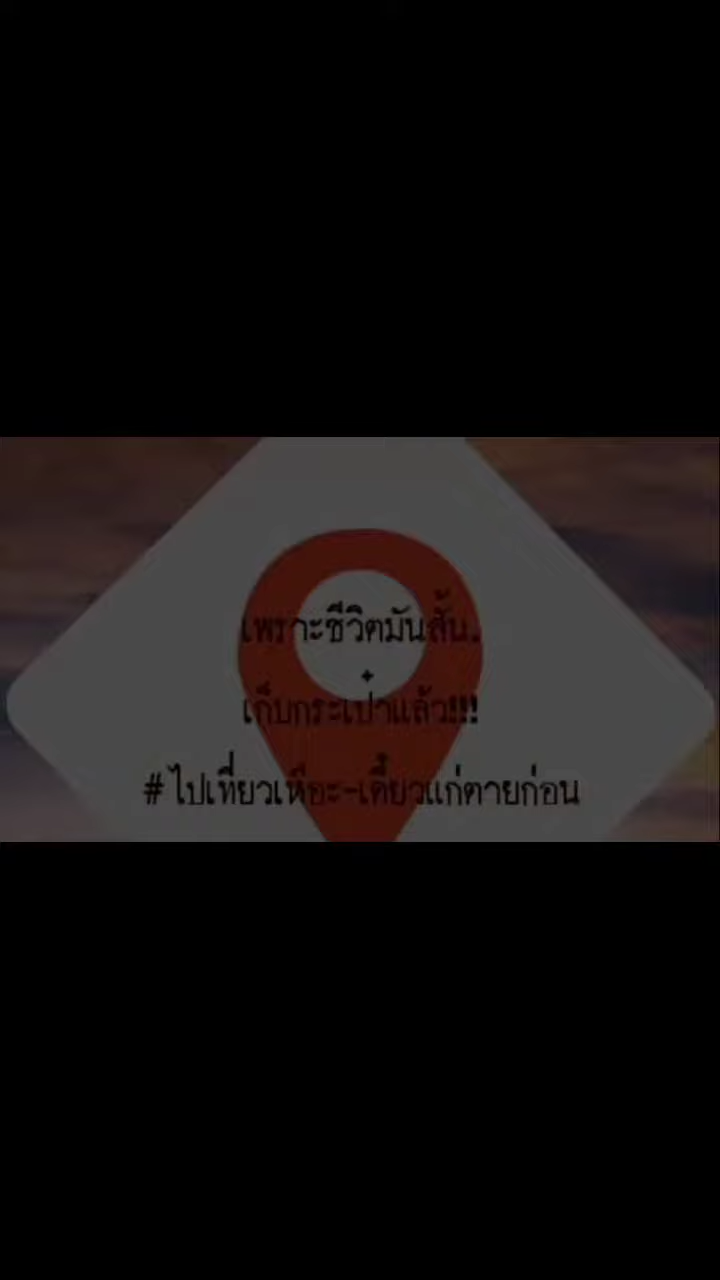 เพราะชีวิตมันสั้น..
เก็บกระเป๋าแล้ว!!!
#ไปเที่ยวเหอะ-เดี๋ยวแก่ตายก่อน